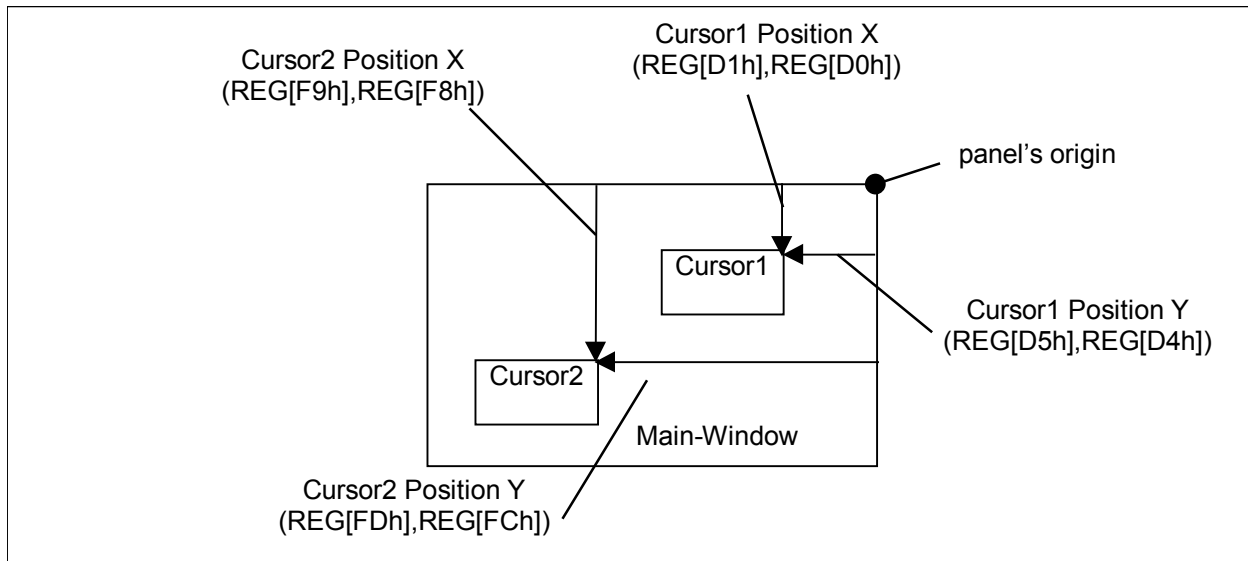 Cursor1 Position X
(REG[D1h],REG[D0h])
Cursor2 Position X
(REG[F9h],REG[F8h])
panel's origin
Cursor1
Cursor1 Position Y
(REG[D5h],REG[D4h])
Cursor2
Main-Window
Cursor2 Position Y
(REG[FDh],REG[FCh])